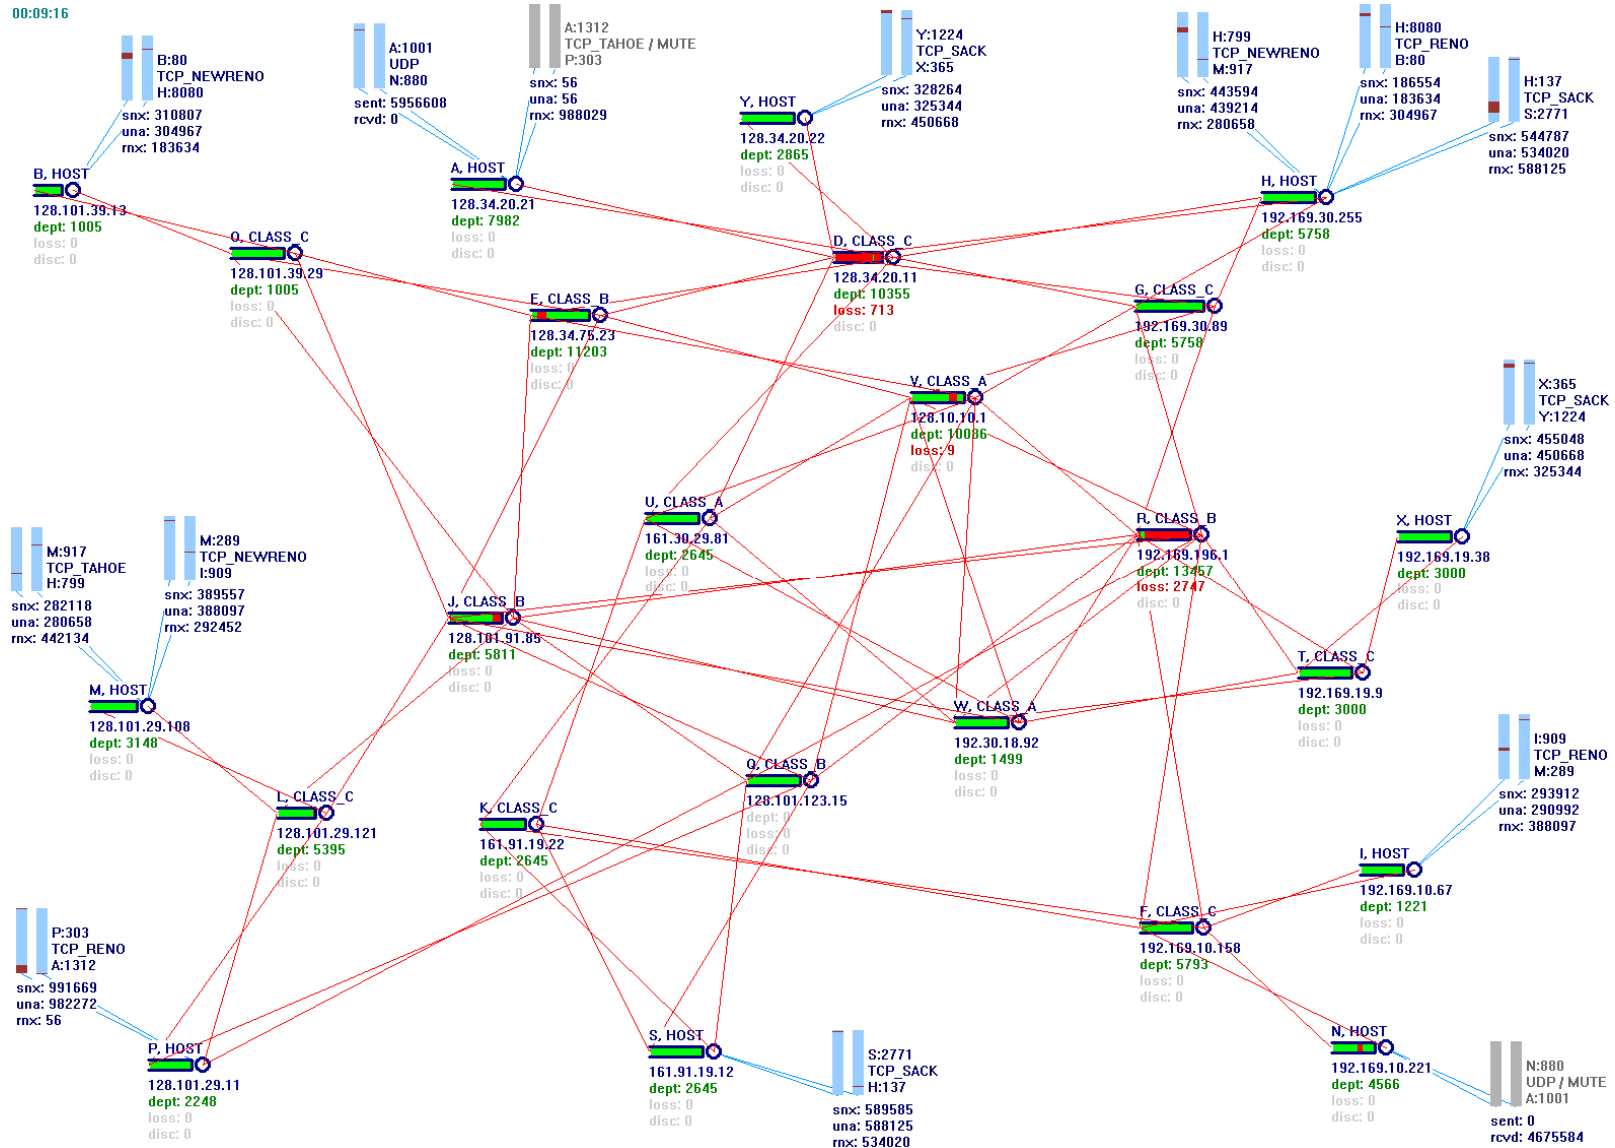 00:09:16
B:80
TCP_NEWRENO
H:8080
snx: 310807
una: 304967
rnx: 183634
B, HOST
128.101.39.13
dept: 1005
loss: 0
disc: 0
A:1001
UDP
N:880
sent: 5956608
rcvd: 0
A:1312
TCP_TAHOE / MUTE
P:303
snx: 56
una: 56
rnx: 988029
A, HOST
128.34.20.21
dept: 7982
loss: 0
disc: 0
Y:1224
TCP_SACK
X:365
snx: 328264
una: 325344
rnx: 450668
Y, HOST
128.34.20.22
dept: 2865
loss: 0
disc: 0
H:799
TCP_NEWRENO
M:917
snx: 443594
una: 439214
rnx: 280658
H:8080
TCP_RENO
B:80
snx: 186554
una: 183634
rnx: 304967
H:137
TCP_SACK
S:2771
snx: 544787
una: 534020
rnx: 588125
H, HOST
192.169.30.255
dept: 5758
loss: 0
disc: 0
O, CLASS_C
128.101.39.29
dept: 1005
loss: 0
disc: 0
D, CLASS_C
128.34.20.11
dept: 10355
loss: 713
disc: 0
E, CLASS_B
128.34.75.23
dept: 11203
loss: 0
disc: 0
G, CLASS_C
192.169.30.89
dept: 5758
loss: 0
disc: 0
V, CLASS_A
128.10.10.1
dept: 10086
loss: 9
disc: 0
X:365
TCP_SACK
Y:1224
snx: 455048
una: 450668
rnx: 325344
X, HOST
192.169.19.38
dept: 3000
loss: 0
disc: 0
U, CLASS_A
161.30.29.81
dept: 2645
loss: 0
disc: 0
R, CLASS_B
192.169.196.1
dept: 13457
loss: 2747
disc: 0
M:917
TCP_TAHOE
H:799
snx: 282118
una: 280658
rnx: 442134
M:289
TCP_NEWRENO
I:909
snx: 389557
una: 388097
rnx: 292452
M, HOST
128.101.29.108
dept: 3148
loss: 0
disc: 0
J, CLASS_B
128.101.91.85
dept: 5811
loss: 0
disc: 0
T, CLASS_C
192.169.19.9
dept: 3000
loss: 0
disc: 0
W, CLASS_A
192.30.18.92
dept: 1499
loss: 0
disc: 0
Q, CLASS_B
128.101.123.15
dept: 0
loss: 0
disc: 0
L, CLASS_C
128.101.29.121
dept: 5395
loss: 0
disc: 0
K, CLASS_C
161.91.19.22
dept: 2645
loss: 0
disc: 0
I:909
TCP_RENO
M:289
snx: 293912
una: 290992
rnx: 388097
I, HOST
192.169.10.67
dept: 1221
loss: 0
disc: 0
F, CLASS_C
192.169.10.158
dept: 5793
loss: 0
disc: 0
P:303
TCP_RENO
A:1312
snx: 991669
una: 982272
rnx: 56
P, HOST
128.101.29.11
dept: 2248
loss: 0
disc: 0
S, HOST
161.91.19.12
dept: 2645
loss: 0
disc: 0
S:2771
TCP_SACK
H:137
snx: 589585
una: 588125
rnx: 534020
N, HOST
192.169.10.221
dept: 4566
loss: 0
disc: 0
N:880
UDP / MUTE
A:1001
sent: 0
rcvd: 4675584